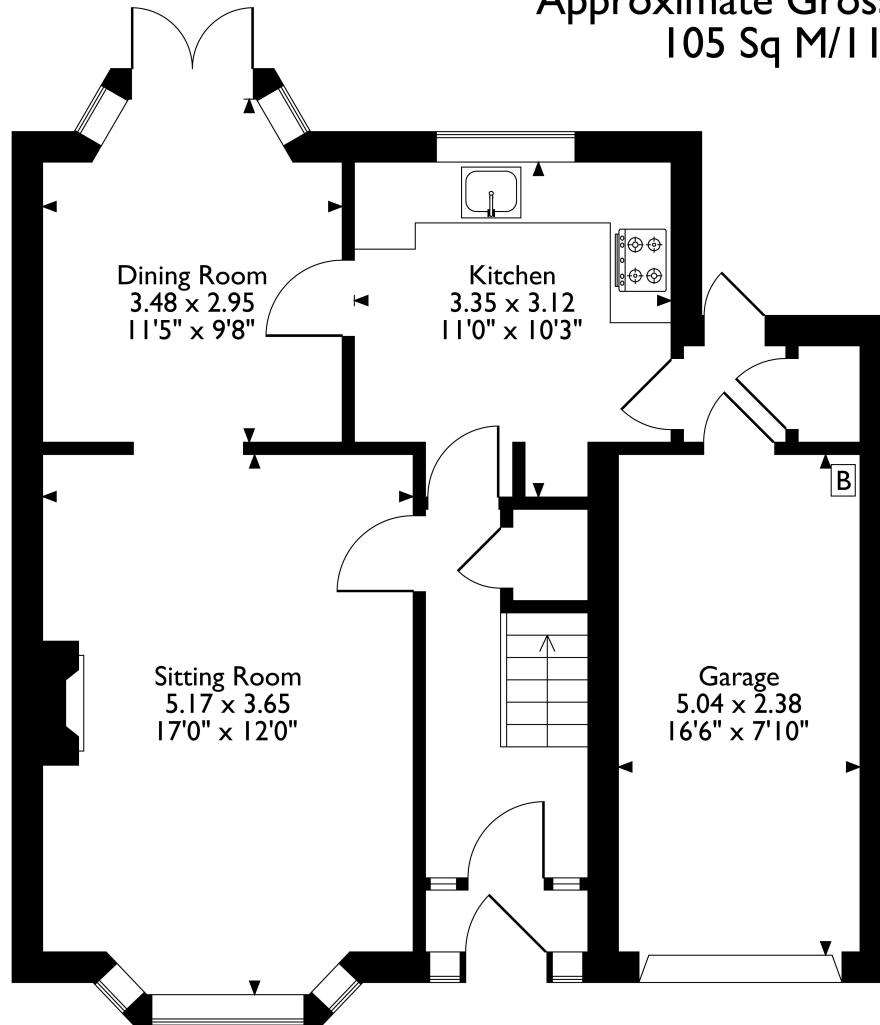 Approximate Gross
105 Sq M/11
Dining Room
3.48 x 2.95
11'5" x 9'8"
Kitchen
3.35 x 3.12
11'0" x 10'3"
B
Sitting Room
5.17 x 3.65
17'0" x 12'0"
Garage
5.04 x 2.38
16'6" x 7'10"